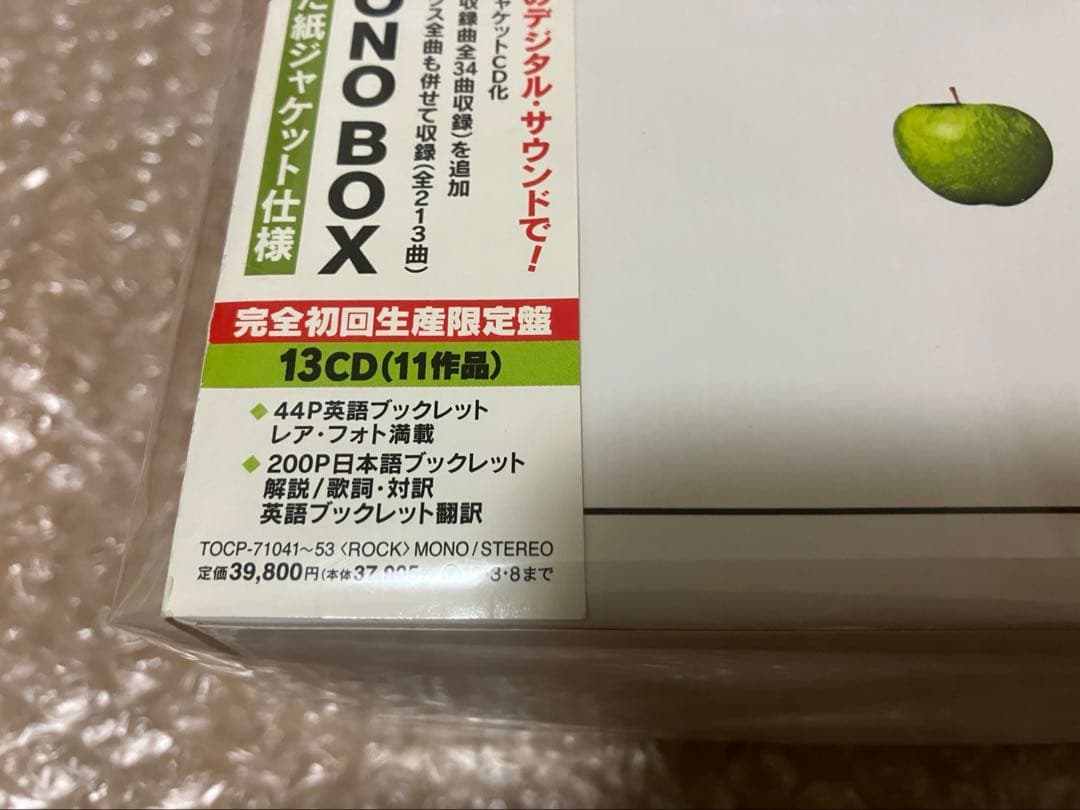 のデジタル・サウンドで!
ャケットCD化
収録曲全34曲収録)を追加
ス全曲も併せて収録(全213曲)
ONO BOX
た紙ジャケット仕様
完全初回生産限定盤
13CD(11作品)
◆ 44P英語ブックレット
レア・フォト満載
◆ 200P日本語ブックレット
解説/歌詞・対訳
英語ブックレット翻訳
TOCP-71041~53〈ROCK〉MONO/STEREO
定価39,800円(本体 3・8まで